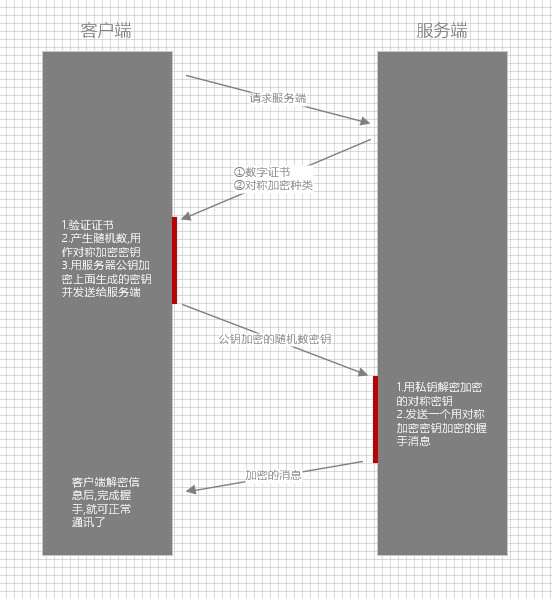 客户端
服务端
请求服务端
①数字证书
②对称加密种类
1.验证证书
2.产生随机数,用
作对称加密密钥
3.用服务器公钥加
密上面生成的密钥
并发送给服务端
公钥加密的随机数密钥
1.用私钥解密加密
的对称密钥
2.发送一个用对称
加密密钥加密的握
手消息
加密的消息
客户端解密信
息后,完成握
手,就可正常
通讯了